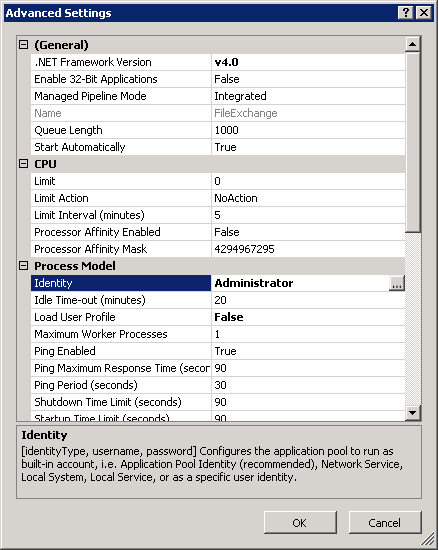 Advanced Settings
(General)
.NET Framework Version v4.0
Enable 32-Bit Applications False
Managed Pipeline Mode Integrated
Name FileExchange
Queue Length 1000
Start Automatically True
CPU
Limit 0
Limit Action NoAction
Limit Interval (minutes) 5
Processor Affinity Enabled False
Processor Affinity Mask 4294967295
Process Model
Identity Administrator ...
Idle Time-out (minutes) 20
Load User Profile False
Maximum Worker Processes 1
Ping Enabled True
Ping Maximum Response Time (secor 90
Ping Period (seconds) 30
Shutdown Time Limit (seconds) 90
Startup Time Limit (seconds) 90
Identity
[identityType, username, password] Configures the application pool to run as
built-in account, i.e. Application Pool Identity (recommended), Network Service,
Local System, Local Service, or as a specific user identity.
OK Cancel